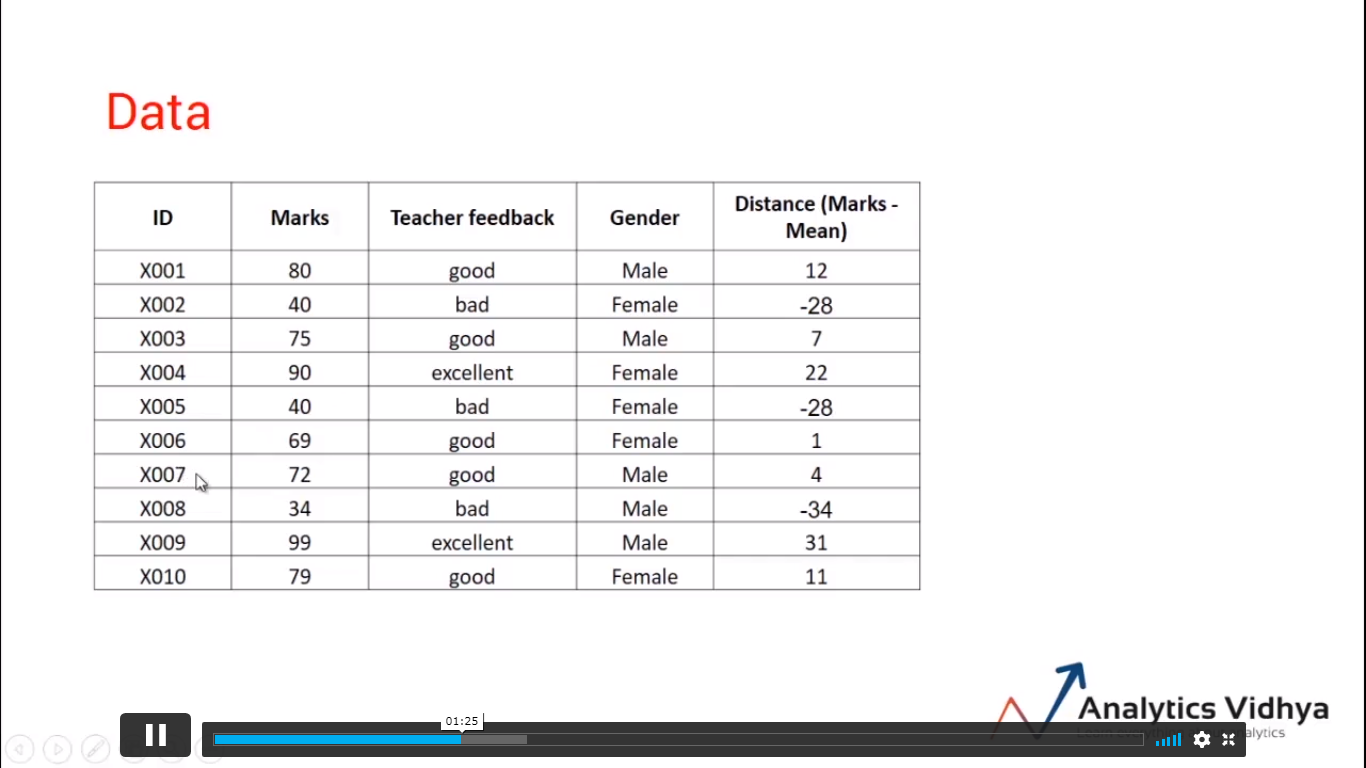 Data
ID Marks Teacher feedback Gender Distance (Marks -
Mean)
X001 80 good Male 12
X002 40 bad Female -28
X003 75 good Male 7
X004 90 excellent Female 22
X005 40 bad Female -28
X006 69 good Female 1
X007 72 good Male 4
X008 34 bad Male -34
X009 99 excellent Male 31
X010 79 good Female 11
Analytics Vidhya
01:25